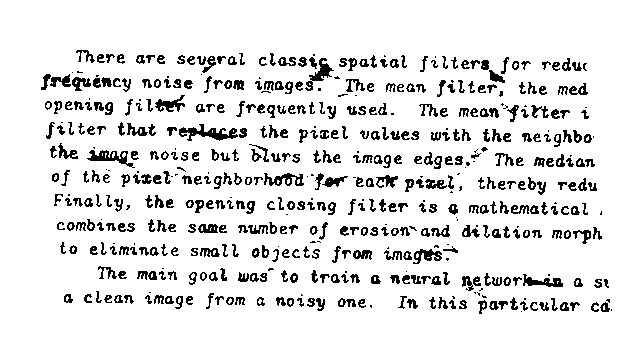 There are several classic spatial filters for reduc
frequency noise from images. The mean filter, the med
opening filter are frequently used. The mean filter i
filter that replaces the pixel values with the neighbo
the image noise but blurs the image edges. The median
of the pixel neighborhood for each pixel, thereby redu
Finally, the opening closing filter is a mathematical
combines the same number of erosion and dilation morph
to eliminate small objects from images.
The main goal was to train a neural network in a st
a clean image from a noisy one. In this particular ca